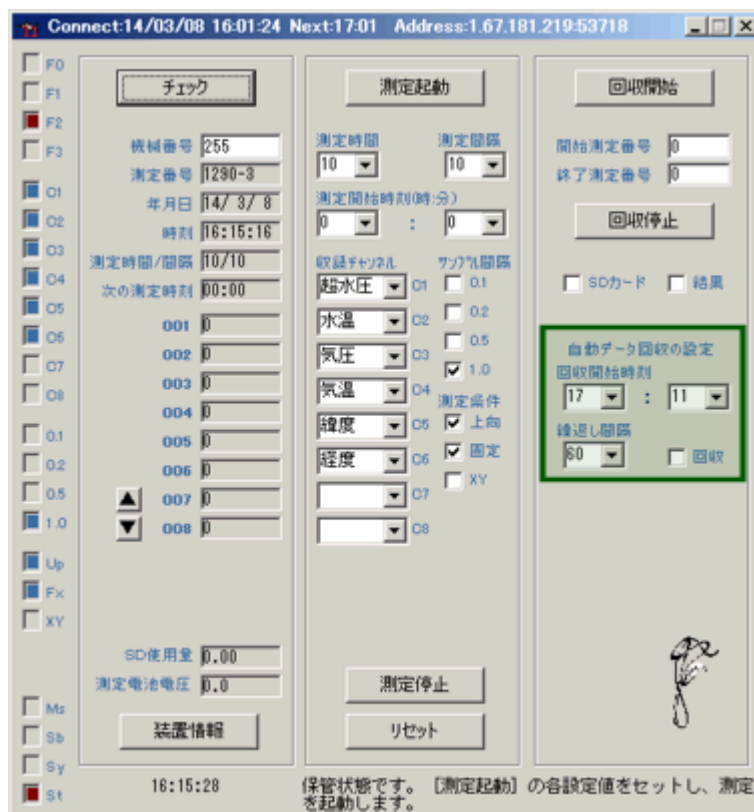 Connect:14/03/08 16:01:24 Next:17:01 Address:1.67.181.219:53718
F0
F1
F2
F3
C1
C2
C3
C4
C5
C6
C7
C8
0.1
0.2
0.5
1.0
Up
Fx
XY
Ms
Sb
Sy
St
チェック
機械番号 255
測定番号 1290-3
年月日 14/ 3/ 8
時刻 16:15:16
測定時間/間隔 10/10
次の測定時刻 00:00
001 0
002 0
003 0
004 0
005 0
006 0
▲ 007 0
▼ 008 0
SD使用量 0.00
測定電池電圧 0.0
装置情報
16:15:28
測定起動
測定時間 測定間隔
10 10
測定開始時刻(時:分)
0 : 0
収録チャンネル サンプル間隔
超水圧 C1 0.1
水温 C2 0.2
気圧 C3 0.5
1.0
気温 C4 測定条件
緯度 C5 上向
経度 C6 固定
XY
C7
C8
測定停止
リセット
回収開始
開始測定番号 0
終了測定番号 0
回収停止
SDカード 結果
自動データ回収の設定
回収開始時刻
17 : 11
繰返し間隔
60 回収
保管状態です。［測定起動］の各設定値をセットし、測定
を起動します。